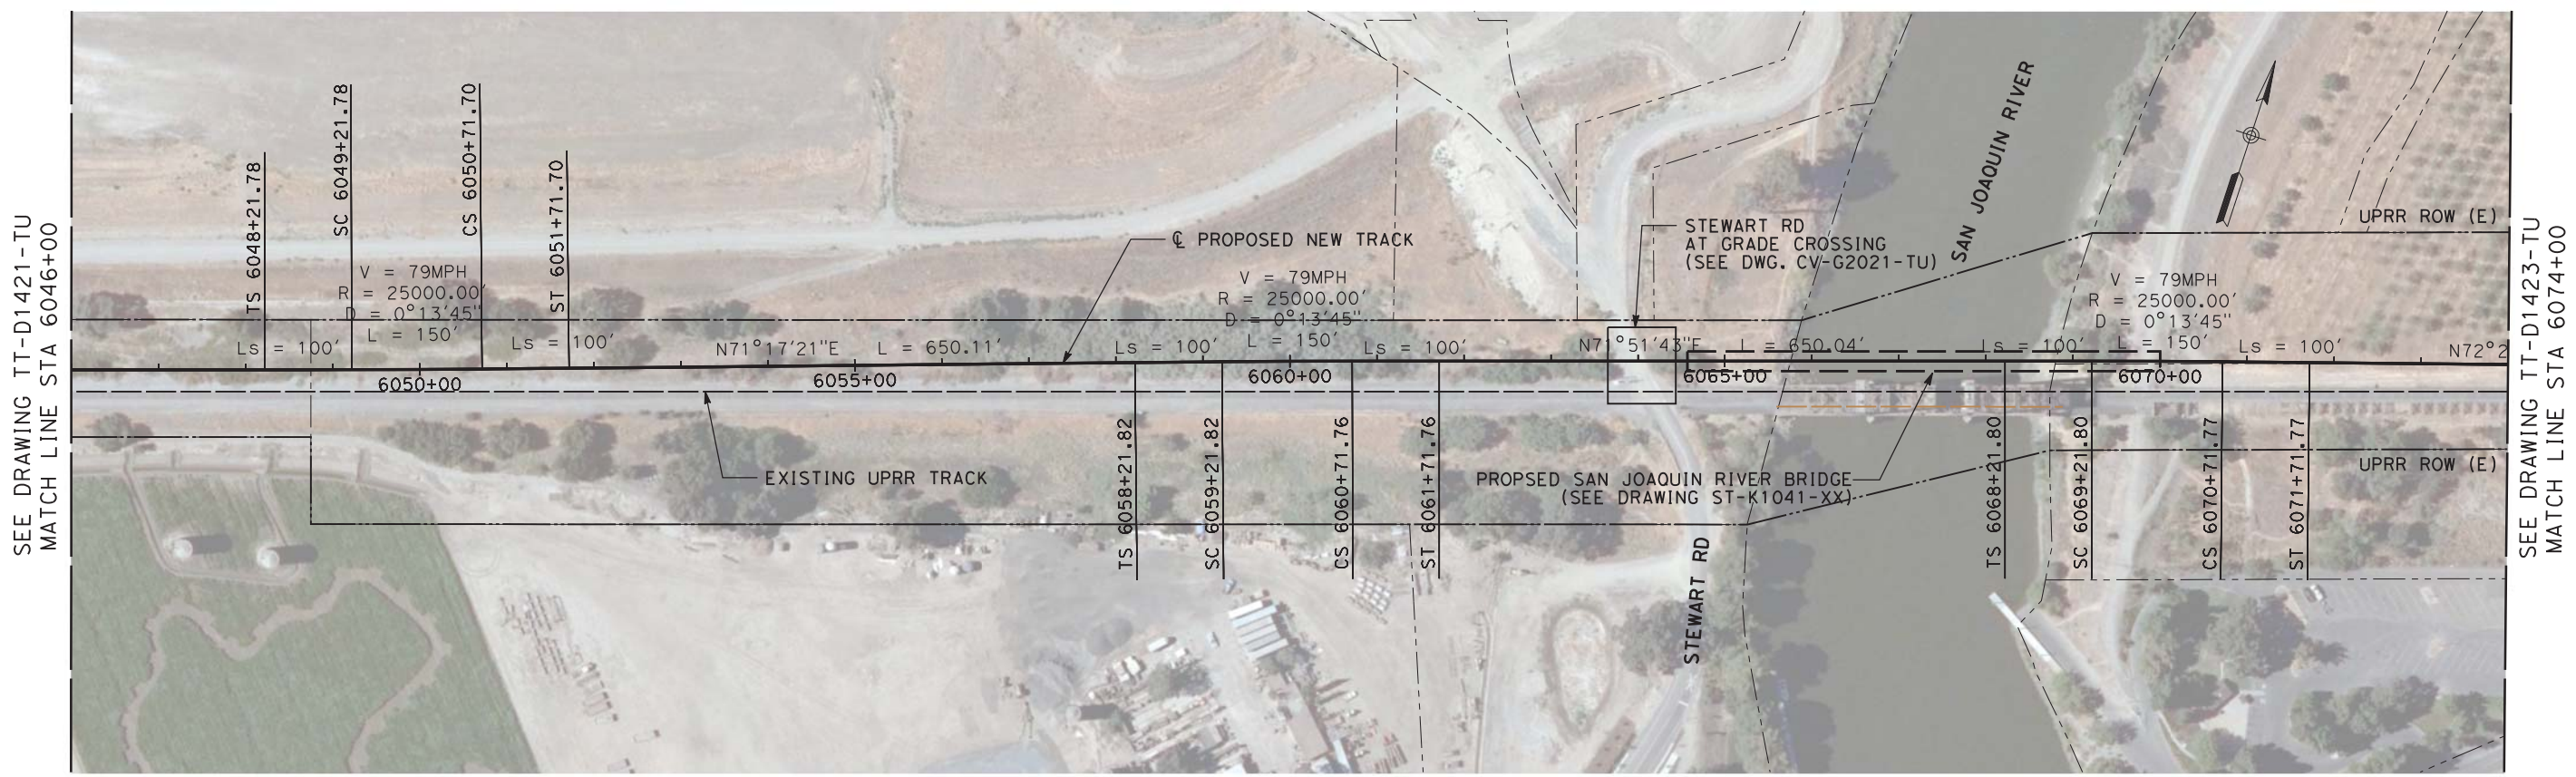 SEE DRAWING TT-D1421-TU
MATCH LINE STA 6046+00
TS 6048+21.78
SC 6049+21.78
CS 6050+71.70
ST 6051+71.70
V = 79MPH
R = 25000.00'
D = 0°13'45"
L = 150'
Ls = 100'
Ls = 100'
N71°17'21"E
L = 650.11'
℄ PROPOSED NEW TRACK
V = 79MPH
R = 25000.00'
D = 0°13'45"
L = 150'
Ls = 100'
Ls = 100'
STEWART RD
AT GRADE CROSSING
(SEE DWG. CV-G2021-TU)
N71°51'43"E
L = 650.04'
SAN JOAQUIN RIVER
V = 79MPH
R = 25000.00'
D = 0°13'45"
L = 150'
Ls = 100'
Ls = 100'
N72°2
UPRR ROW (E)
6050+00
6055+00
6060+00
6065+00
6070+00
EXISTING UPRR TRACK
TS 6058+21.82
SC 6059+21.82
CS 6060+71.76
ST 6061+71.76
PROPSED SAN JOAQUIN RIVER BRIDGE
(SEE DRAWING ST-K1041-XX)
STEWART RD
TS 6068+21.80
SC 6069+21.80
CS 6070+71.77
ST 6071+71.77
UPRR ROW (E)
SEE DRAWING TT-D1423-TU
MATCH LINE STA 6074+00